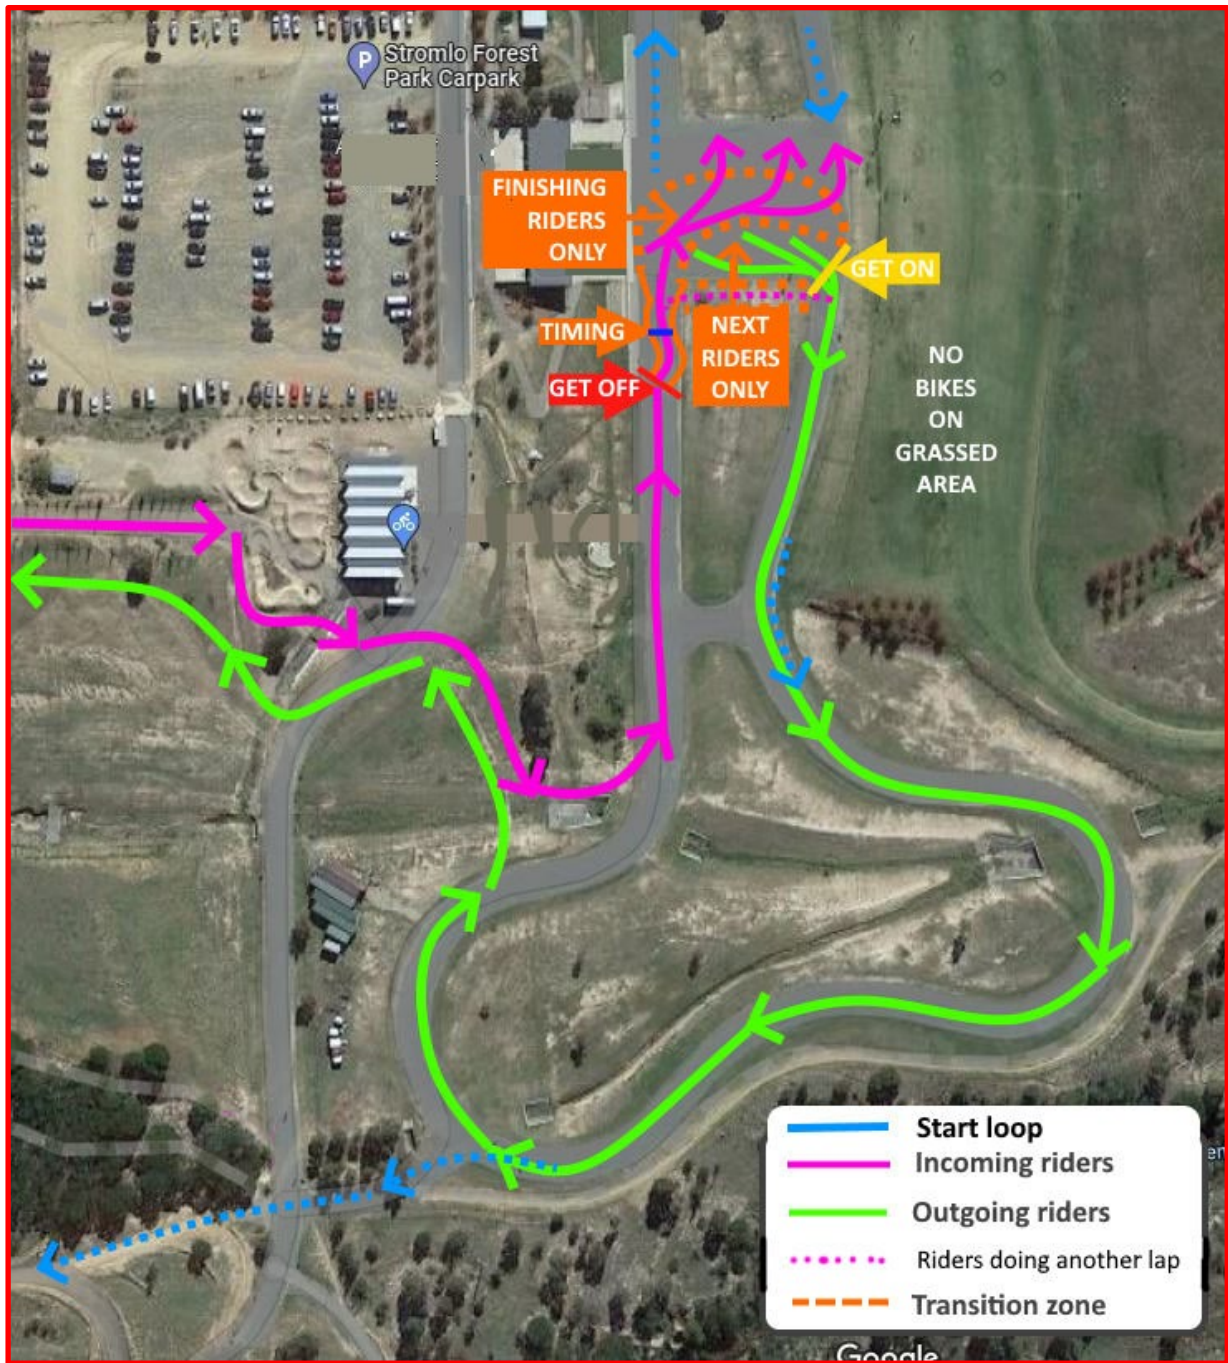 P
Stromlo Forest
Park Carpark
FINISHING
RIDERS
ONLY
GET ON
TIMING
NEXT
RIDERS
ONLY
GET OFF
NO
BIKES
ON
GRASSED
AREA
Start loop
Incoming riders
Outgoing riders
Riders doing another lap
Transition zone
Google